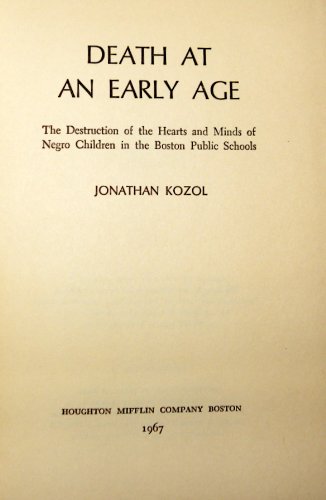 DEATH AT
AN EARLY AGE
The Destruction of the Hearts and Minds of
Negro Children in the Boston Public Schools
JONATHAN KOZOL
HOUGHTON MIFFLIN COMPANY BOSTON
1967